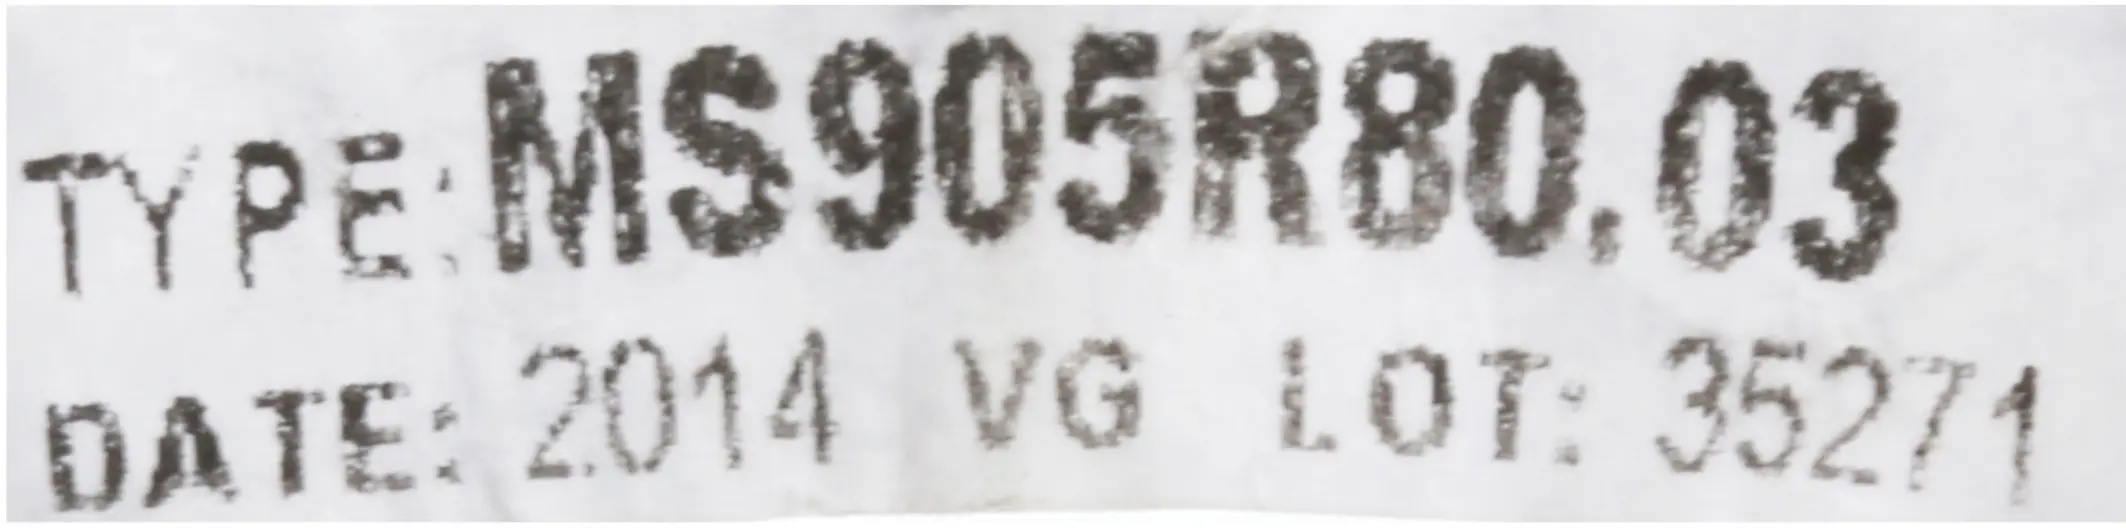 TYPE: MS905R80.03
DATE: 2014 VG LOT: 35271